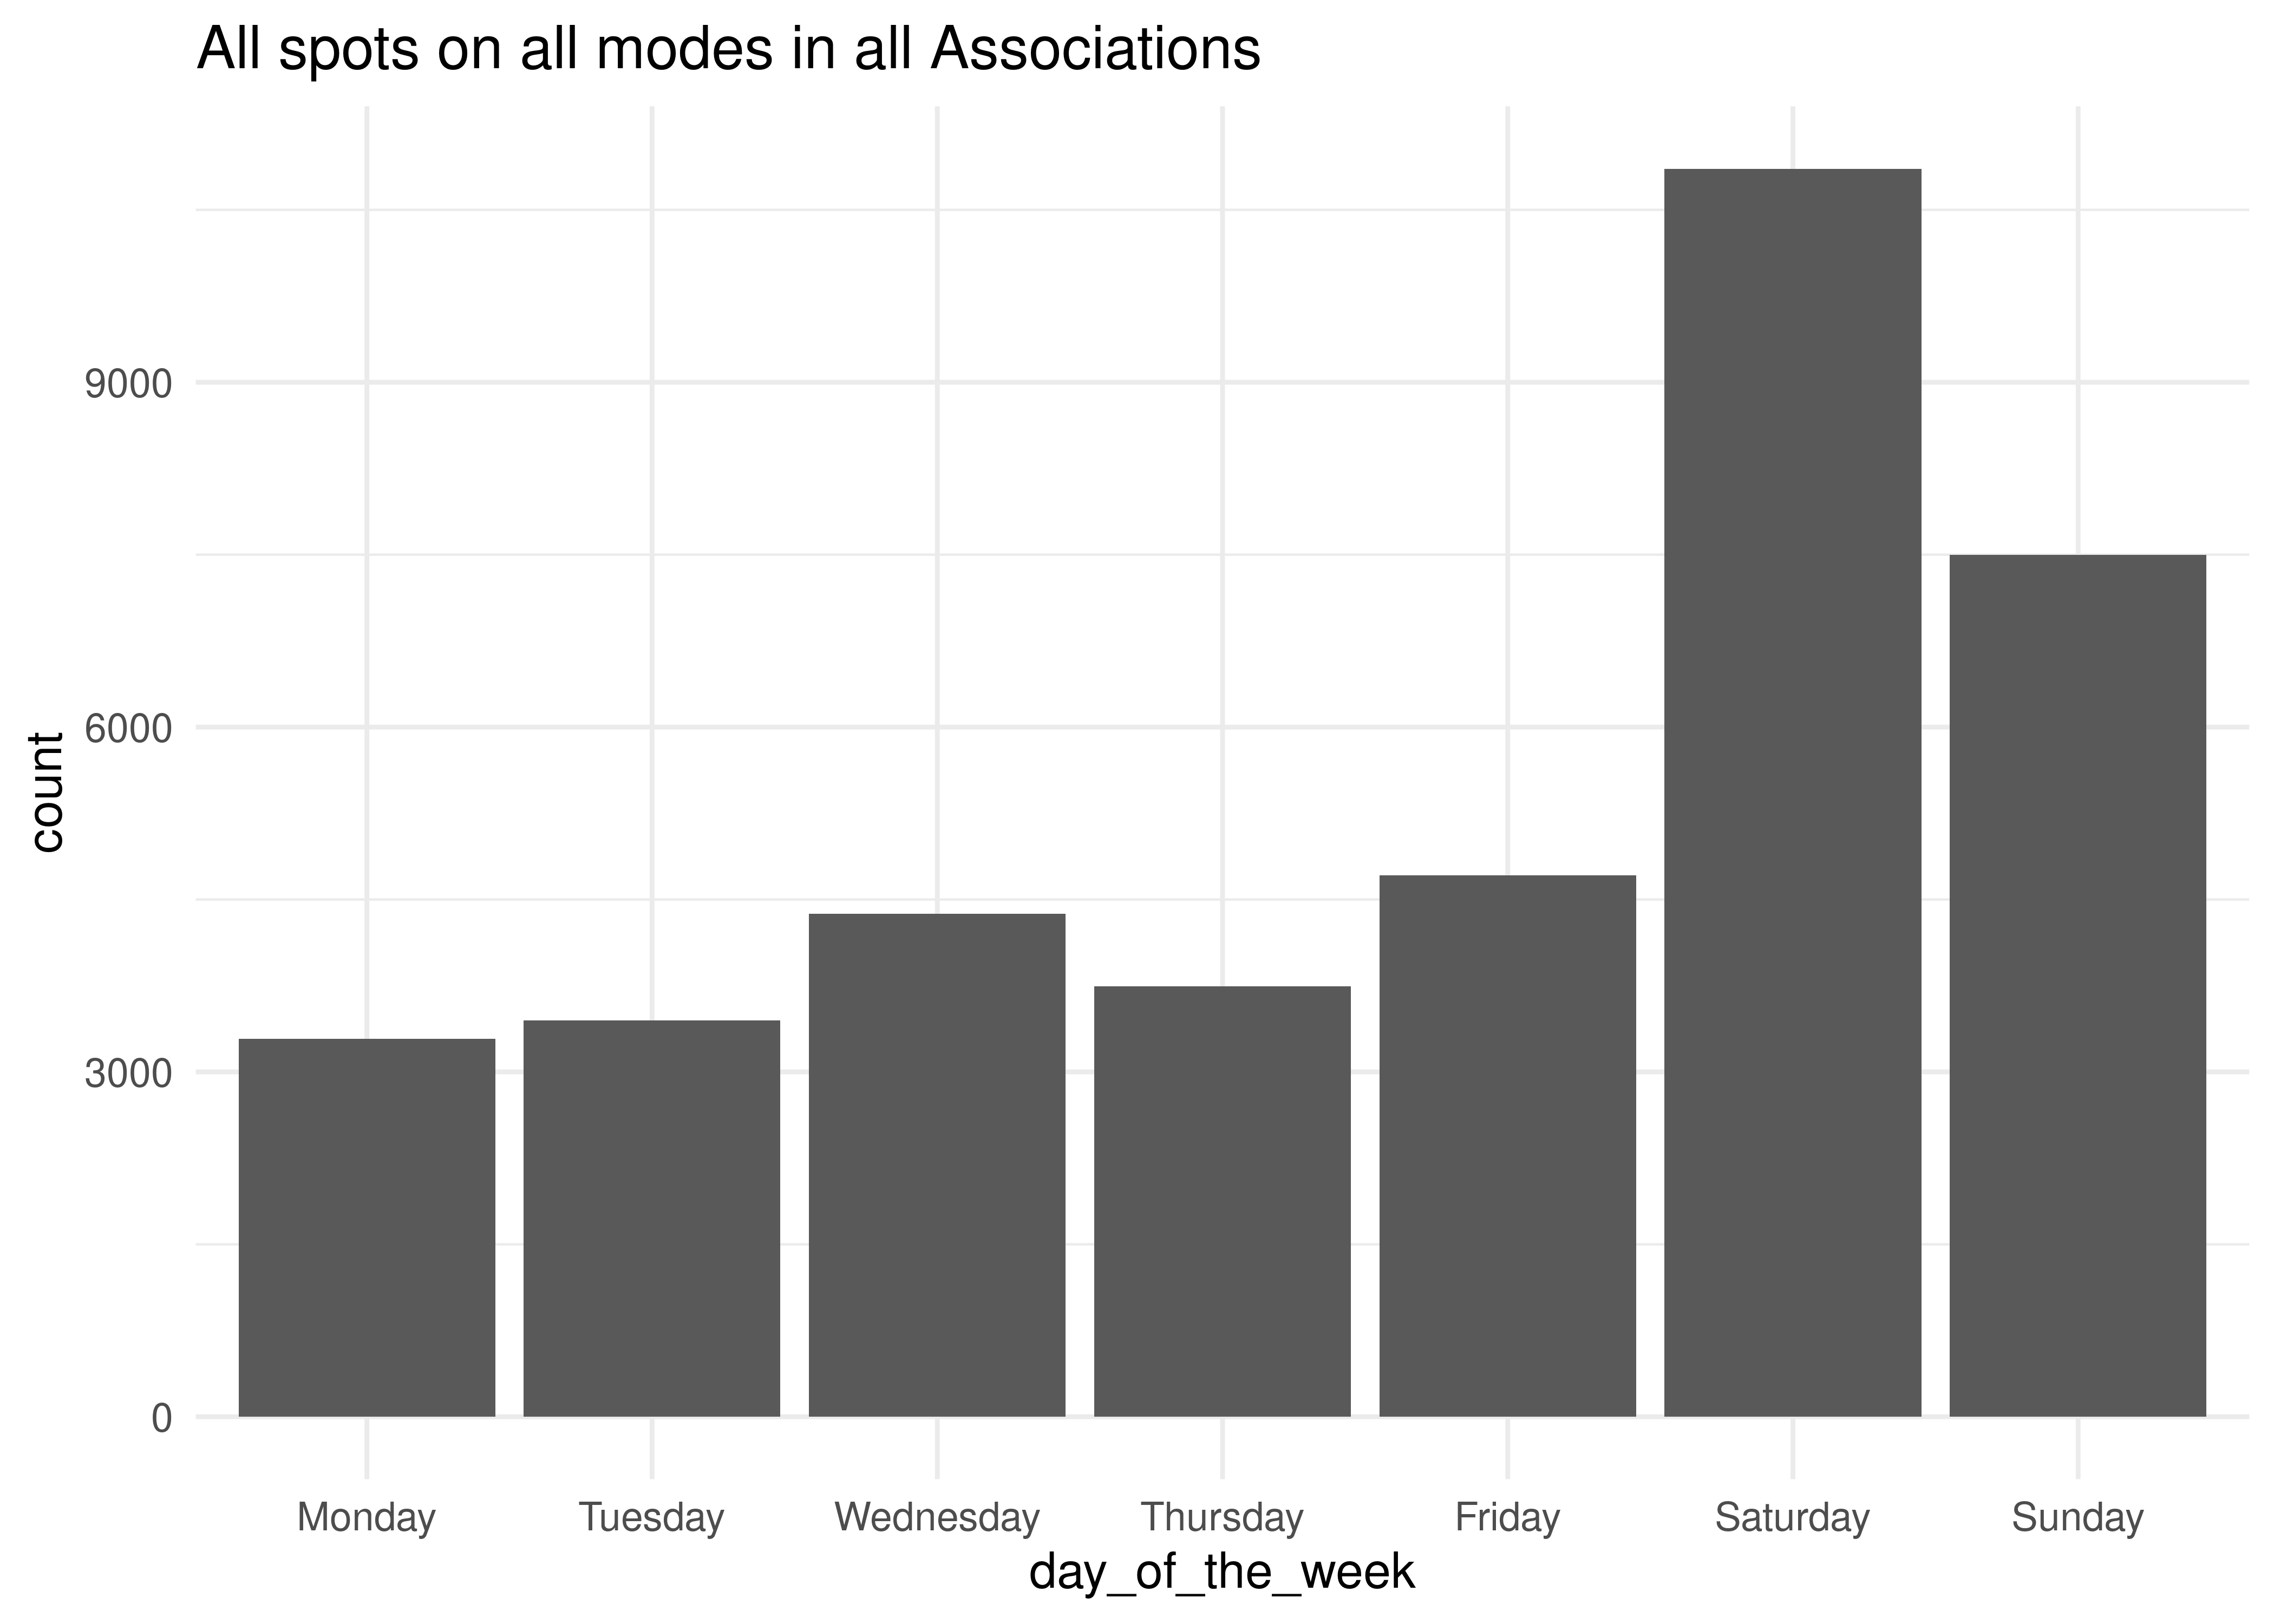 All spots on all modes in all Associations
count
9000
6000
3000
0
Monday Tuesday Wednesday Thursday Friday Saturday Sunday
day_of_the_week